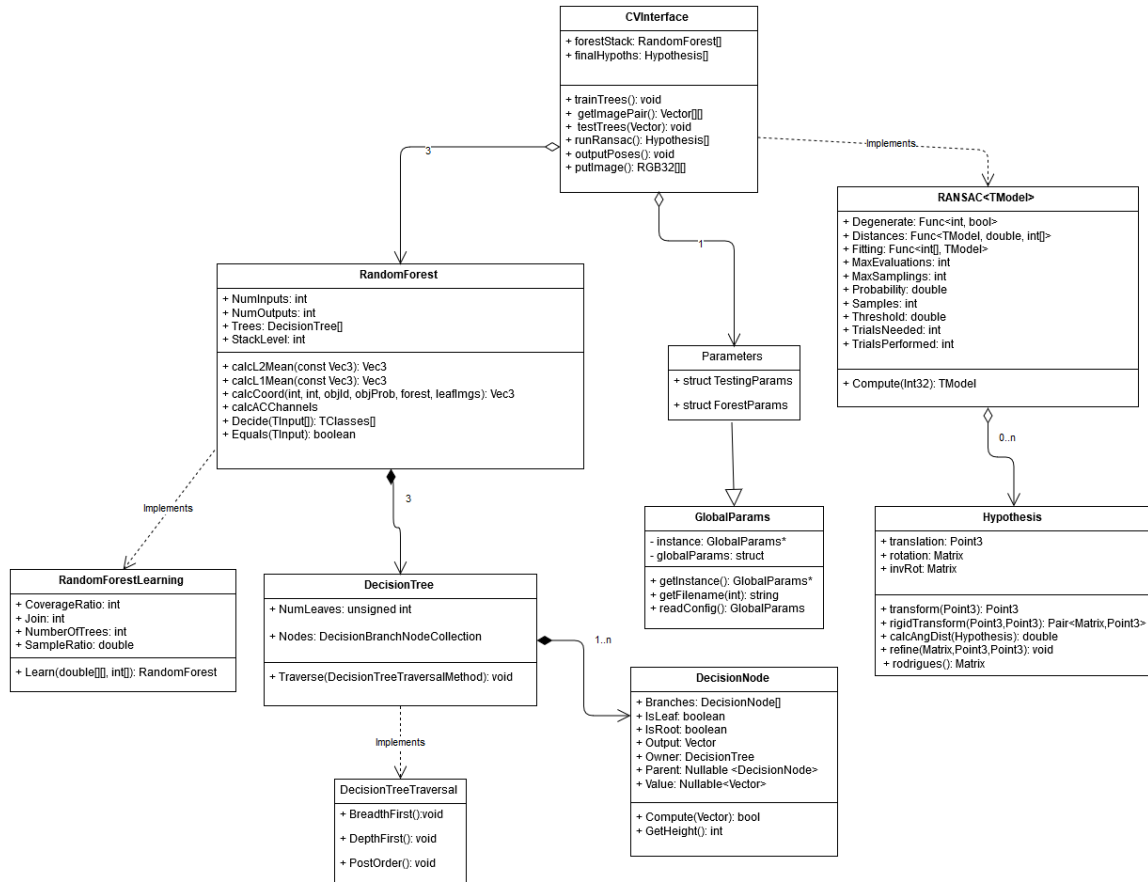 CVInterface
+ forestStack: RandomForest[]
+ finalHypoths: Hypothesis[]
+ trainTrees(): void
+ getImagePair(): Vector[][]
+ testTrees(Vector): void
+ runRansac(): Hypothesis[]
+ outputPoses(): void
+ putImage(): RGB32[][]
3
1
Implements
RANSAC<TModel>
+ Degenerate: Func<int, bool>
+ Distances: Func<TModel, double, int[]>
+ Fitting: Func<int[], TModel>
+ MaxEvaluations: int
+ MaxSamplings: int
+ Probability: double
+ Samples: int
+ Threshold: double
+ TrialsNeeded: int
+ TrialsPerformed: int
+ Compute(Int32): TModel
0..n
RandomForest
+ NumInputs: int
+ NumOutputs: int
+ Trees: DecisionTree[]
+ StackLevel: int
+ calcL2Mean(const Vec3): Vec3
+ calcL1Mean(const Vec3): Vec3
+ calcCoord(int, int, objId, objProb, forest, leafImgs): Vec3
+ calcACChannels
+ Decide(TInput[]): TClasses[]
+ Equals(TInput): boolean
Implements
3
Parameters
+ struct TestingParams
+ struct ForestParams
GlobalParams
- instance: GlobalParams*
- globalParams: struct
+ getInstance(): GlobalParams*
+ getFilename(int): string
+ readConfig(): GlobalParams
Hypothesis
+ translation: Point3
+ rotation: Matrix
+ invRot: Matrix
+ transform(Point3): Point3
+ rigidTransform(Point3,Point3): Pair<Matrix,Point3>
+ calcAngDist(Hypothesis): double
+ refine(Matrix,Point3,Point3): void
+ rodrigues(): Matrix
RandomForestLearning
+ CoverageRatio: int
+ Join: int
+ NumberOfTrees: int
+ SampleRatio: double
+ Learn(double[][], int[]): RandomForest
DecisionTree
+ NumLeaves: unsigned int
+ Nodes: DecisionBranchNodeCollection
+ Traverse(DecisionTreeTraversalMethod): void
1..n
Implements
DecisionNode
+ Branches: DecisionNode[]
+ IsLeaf: boolean
+ IsRoot: boolean
+ Output: Vector
+ Owner: DecisionTree
+ Parent: Nullable <DecisionNode>
+ Value: Nullable<Vector>
+ Compute(Vector): bool
+ GetHeight(): int
DecisionTreeTraversal
+ BreadthFirst():void
+ DepthFirst(): void
+ PostOrder(): void